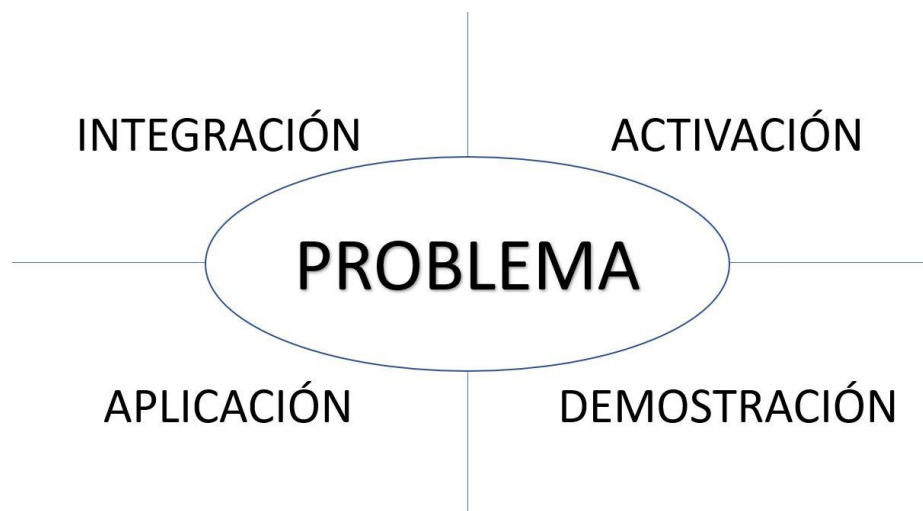 INTEGRACIÓN
ACTIVACIÓN
PROBLEMA
APLICACIÓN
DEMOSTRACIÓN